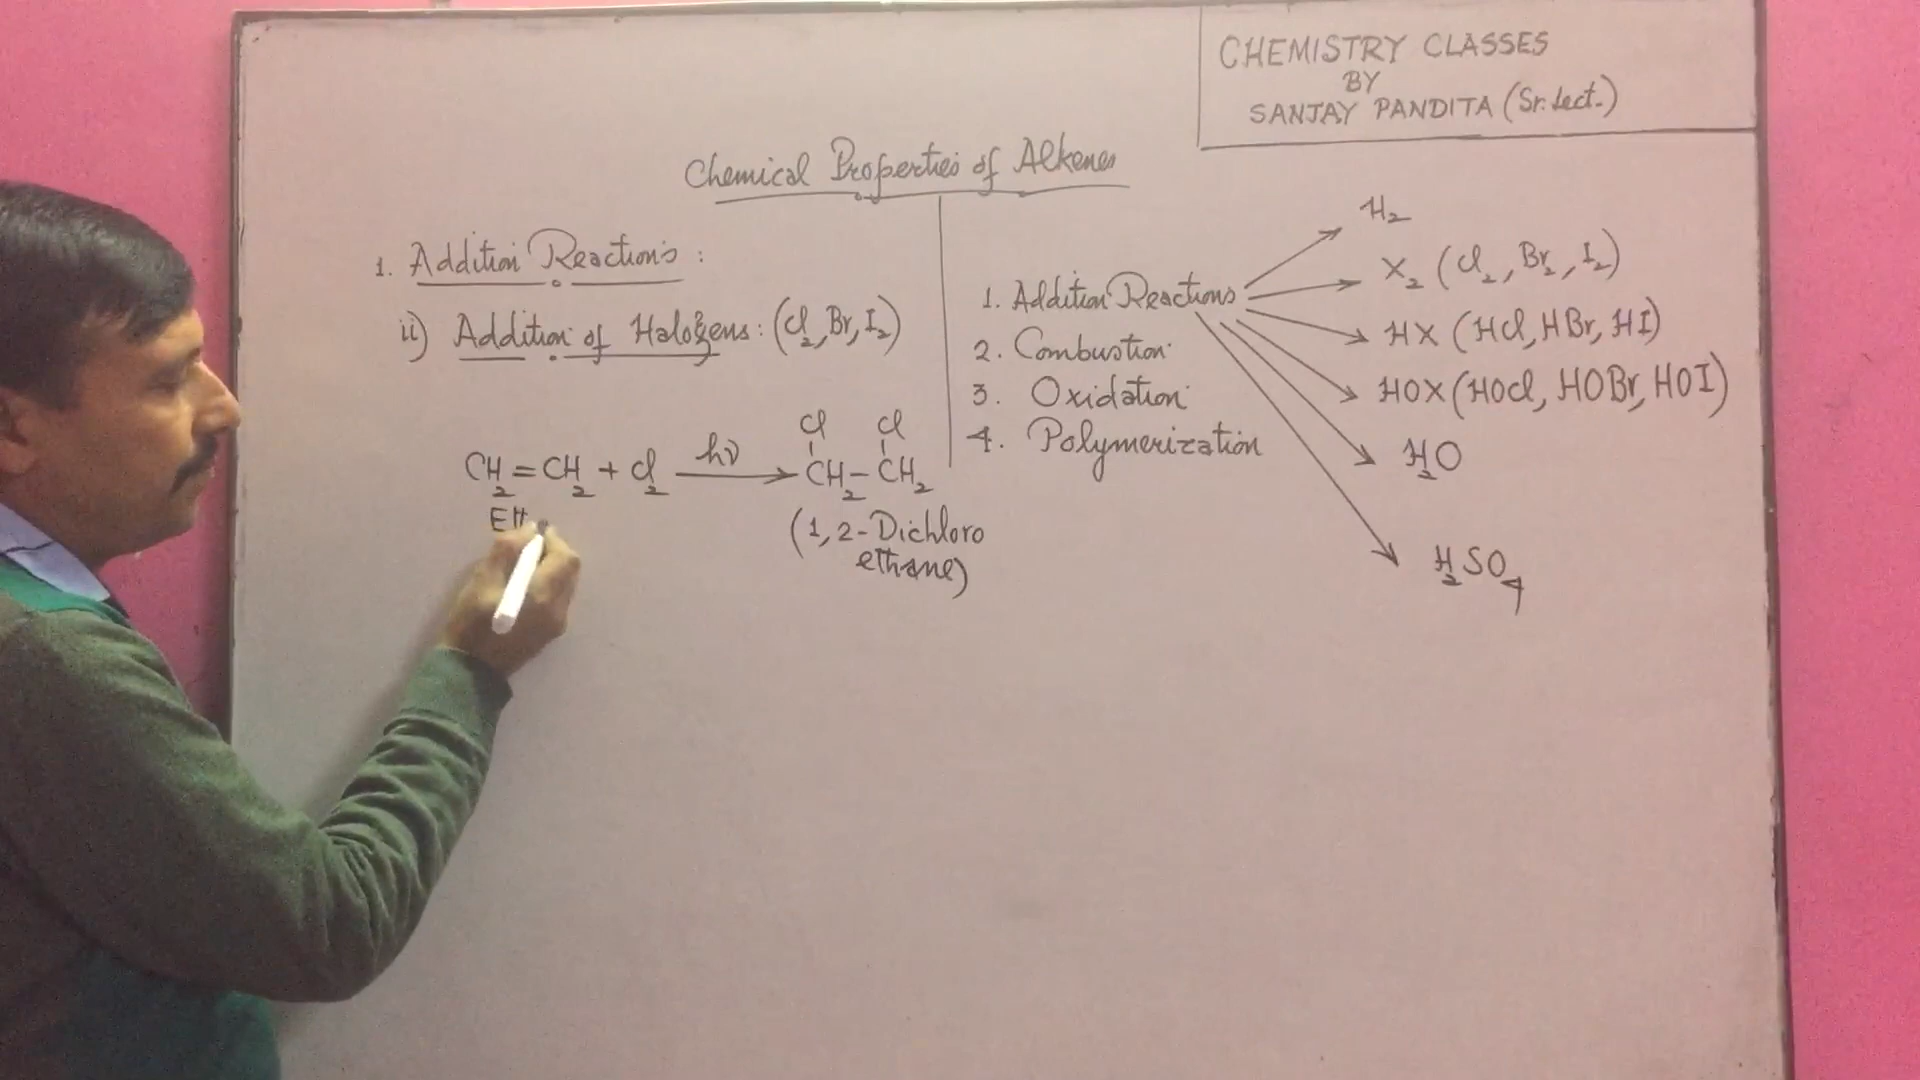 CHEMISTRY CLASSES
BY
SANJAY PANDITA (Sr. Lect.)
Chemical Properties of Alkenes
1. Addition Reactions :
ii) Addition of Halogens : (Cl₂, Br₂, I₂)
Cl Cl
CH₂ = CH₂ + Cl₂ hν CH₂ – CH₂
Eth
(1, 2 - Dichloro
ethane)
1. Addition Reactions
2. Combustion
3. Oxidation
4. Polymerization
H₂
X₂ (Cl₂, Br₂, I₂)
HX (HCl, HBr, HI)
HOX (HOCl, HOBr, HOI)
H₂O
H₂SO₄